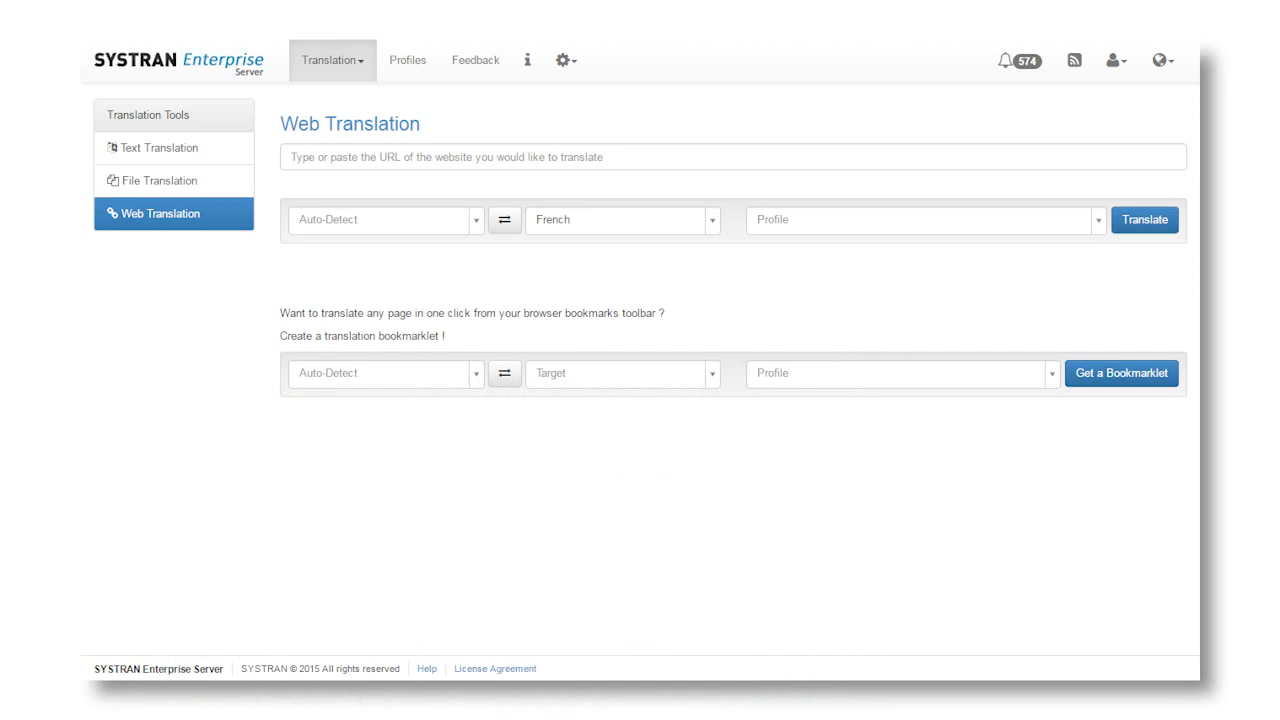 SYSTRAN Enterprise Server
Translation
Profiles
Feedback
574
Translation Tools
Text Translation
File Translation
Web Translation
Web Translation
Type or paste the URL of the website you would like to translate
Auto-Detect
French
Profile
Translate
Want to translate any page in one click from your browser bookmarks toolbar ?
Create a translation bookmarklet !
Auto-Detect
Target
Profile
Get a Bookmarklet
SYSTRAN Enterprise Server
SYSTRAN © 2015 All rights reserved
Help
License Agreement